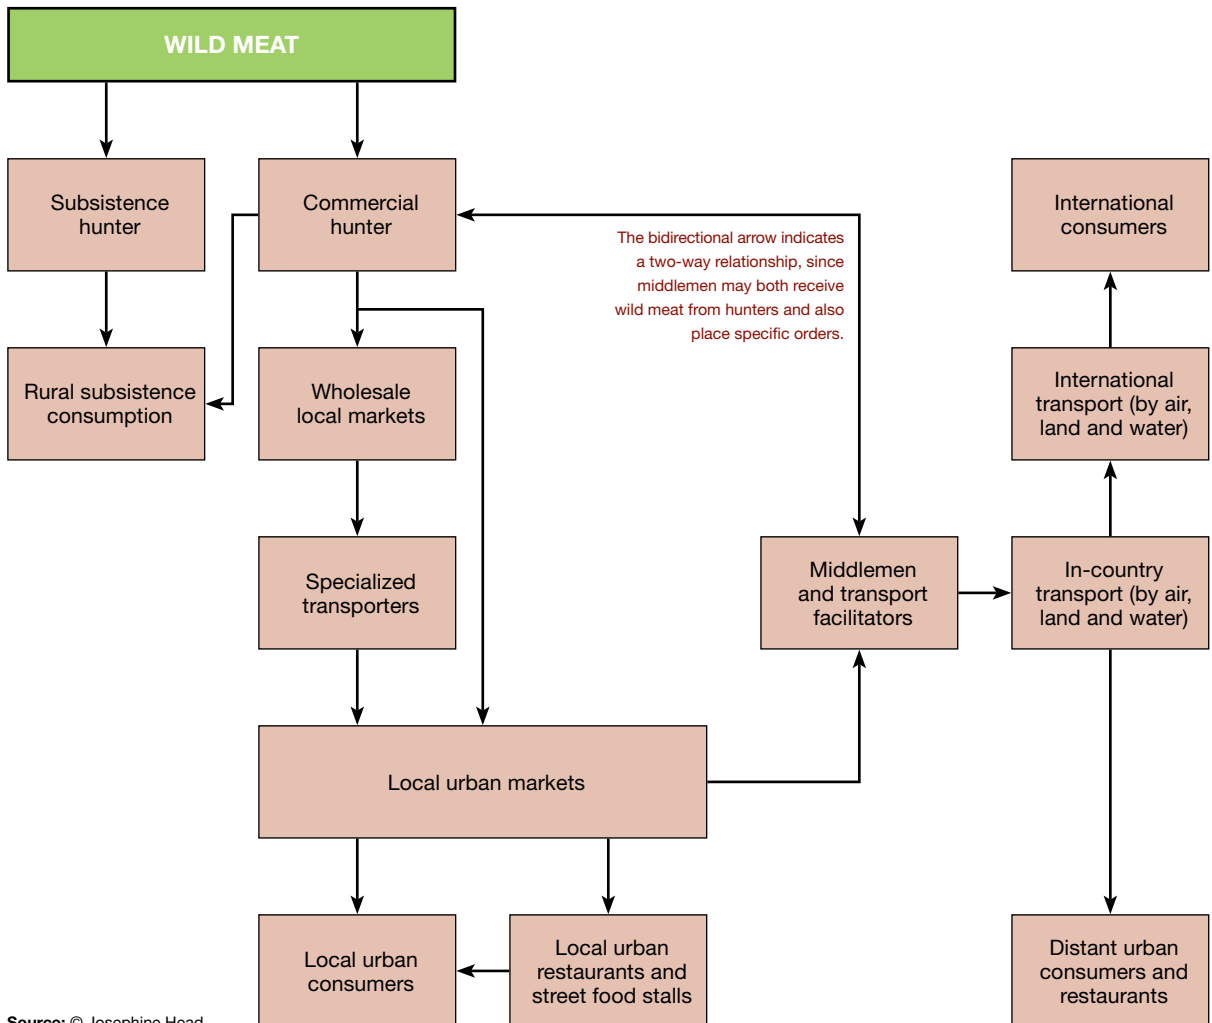 WILD MEAT
Subsistence
hunter
Commercial
hunter
International
consumers
The bidirectional arrow indicates
a two-way relationship, since
middlemen may both receive
wild meat from hunters and also
place specific orders.
Rural subsistence
consumption
Wholesale
local markets
International
transport (by air,
land and water)
Specialized
transporters
Middlemen
and transport
facilitators
In-country
transport (by air,
land and water)
Local urban markets
Local urban
consumers
Local urban
restaurants and
street food stalls
Distant urban
consumers and
restaurants
Source: © Josephine Head